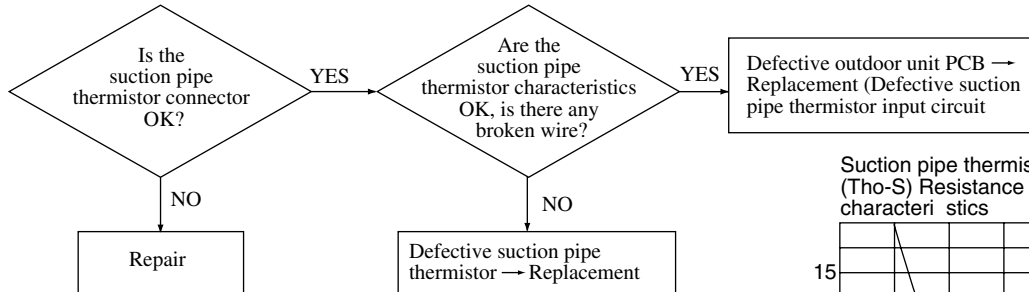 Is the
suction pipe
thermistor connector
OK?
YES
Are the
suction pipe
thermistor characteristics
OK, is there any
broken wire?
YES
Defective outdoor unit PCB →
Replacement (Defective suction
pipe thermistor input circuit
NO
Repair
NO
Defective suction pipe
thermistor → Replacement
Suction pipe thermis
(Tho-S) Resistance
characteri stics
15